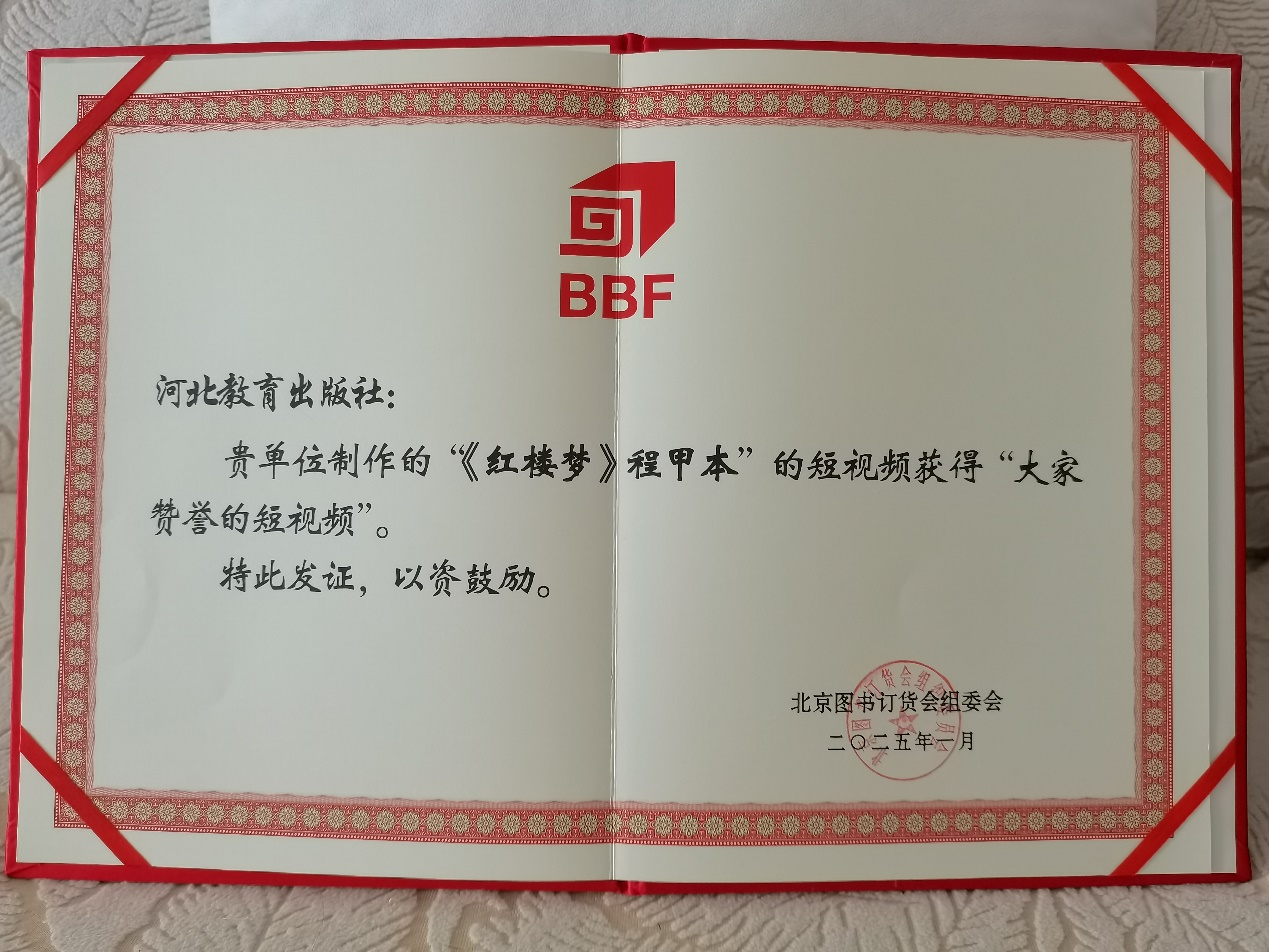 BBF
河北教育出版社：
贵单位制作的“《红楼梦》程甲本”的短视频获得“大家
赞誉的短视频”。
特此发证，以资鼓励。
北京图书订货会组委会
二〇二五年一月